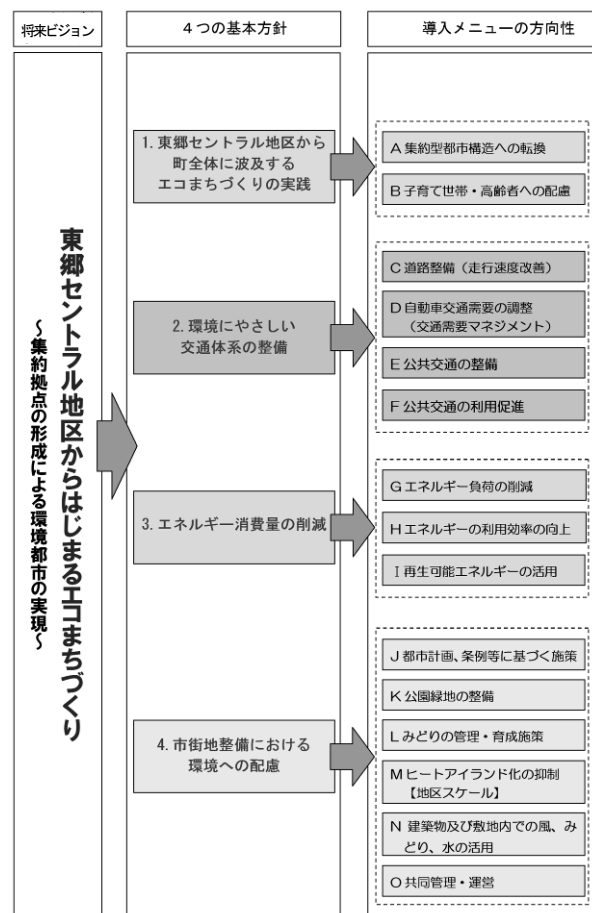 将来ビジョン
4つの基本方針
導入メニューの方向性
東郷セントラル地区からはじまるエコまちづくり
～集約拠点の形成による環境都市の実現～
1. 東郷セントラル地区から
町全体に波及する
エコまちづくりの実践
A 集約型都市構造への転換
B 子育て世帯・高齢者への配慮
2. 環境にやさしい
交通体系の整備
C 道路整備（走行速度改善）
D 自動車交通需要の調整
（交通需要マネジメント）
E 公共交通の整備
F 公共交通の利用促進
3. エネルギー消費量の削減
G エネルギー負荷の削減
H エネルギーの利用効率の向上
I 再生可能エネルギーの活用
4. 市街地整備における
環境への配慮
J 都市計画、条例等に基づく施策
K 公園緑地の整備
L みどりの管理・育成施策
M ヒートアイランド化の抑制
【地区スケール】
N 建築物及び敷地内での風、み
どり、水の活用
O 共同管理・運営